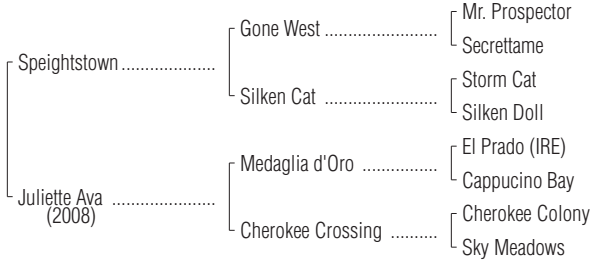 Mr. Prospector
Gone West ......................
Secrettame
Speightstown ....................
Storm Cat
Silken Cat ......................
Silken Doll
El Prado (IRE)
Medaglia d'Oro ...............
Cappucino Bay
Juliette Ava .....................
(2008)
Cherokee Colony
Cherokee Crossing ..........
Sky Meadows